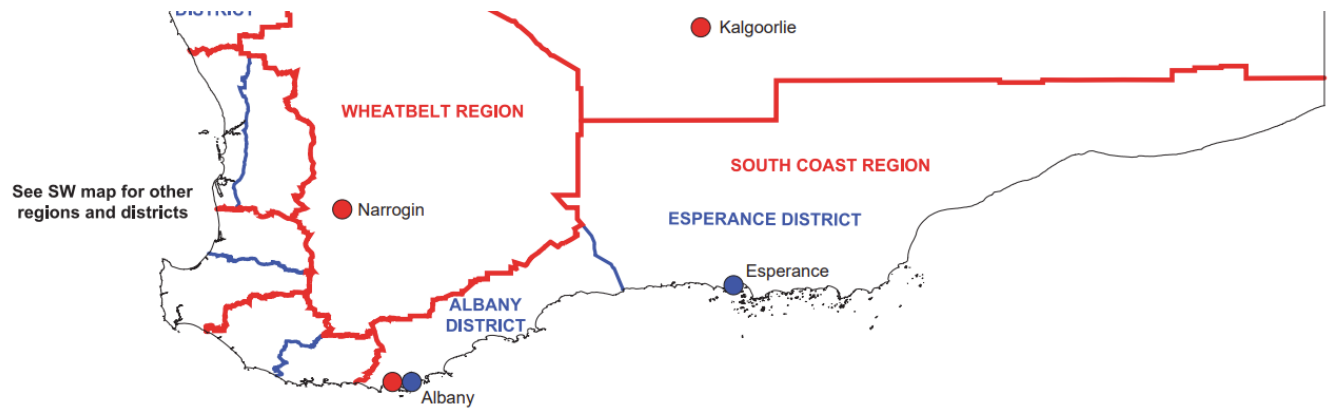 DISTRICT
Kalgoorlie
WHEATBELT REGION
SOUTH COAST REGION
See SW map for other
regions and districts
Narrogin
ESPERANCE DISTRICT
Esperance
ALBANY
DISTRICT
Albany